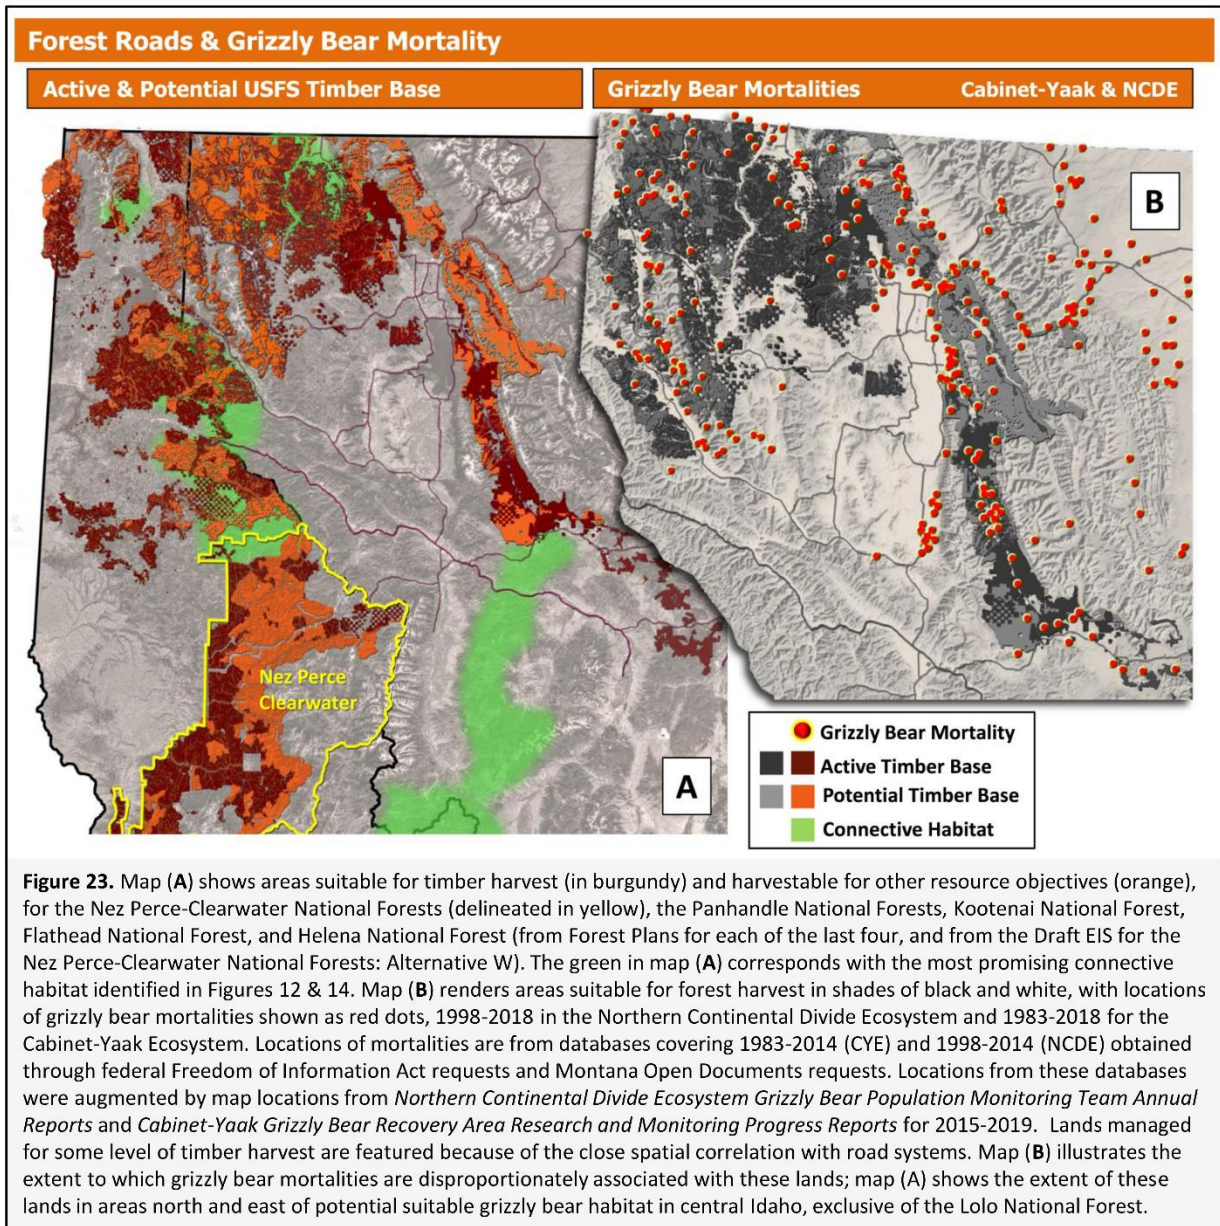 Forest Roads & Grizzly Bear Mortality
Active & Potential USFS Timber Base
Grizzly Bear Mortalities Cabinet-Yaak & NCDE
B
Nez Perce
Clearwater
A
Grizzly Bear Mortality
Active Timber Base
Potential Timber Base
Connective Habitat
Figure 23. Map (A) shows areas suitable for timber harvest (in burgundy) and harvestable for other resource objectives (orange),
for the Nez Perce-Clearwater National Forests (delineated in yellow), the Panhandle National Forests, Kootenai National Forest,
Flathead National Forest, and Helena National Forest (from Forest Plans for each of the last four, and from the Draft EIS for the
Nez Perce-Clearwater National Forests: Alternative W). The green in map (A) corresponds with the most promising connective
habitat identified in Figures 12 & 14. Map (B) renders areas suitable for forest harvest in shades of black and white, with locations
of grizzly bear mortalities shown as red dots, 1998-2018 in the Northern Continental Divide Ecosystem and 1983-2018 for the
Cabinet-Yaak Ecosystem. Locations of mortalities are from databases covering 1983-2014 (CYE) and 1998-2014 (NCDE) obtained
through federal Freedom of Information Act requests and Montana Open Documents requests. Locations from these databases
were augmented by map locations from Northern Continental Divide Ecosystem Grizzly Bear Population Monitoring Team Annual
Reports and Cabinet-Yaak Grizzly Bear Recovery Area Research and Monitoring Progress Reports for 2015-2019. Lands managed
for some level of timber harvest are featured because of the close spatial correlation with road systems. Map (B) illustrates the
extent to which grizzly bear mortalities are disproportionately associated with these lands; map (A) shows the extent of these
lands in areas north and east of potential suitable grizzly bear habitat in central Idaho, exclusive of the Lolo National Forest.